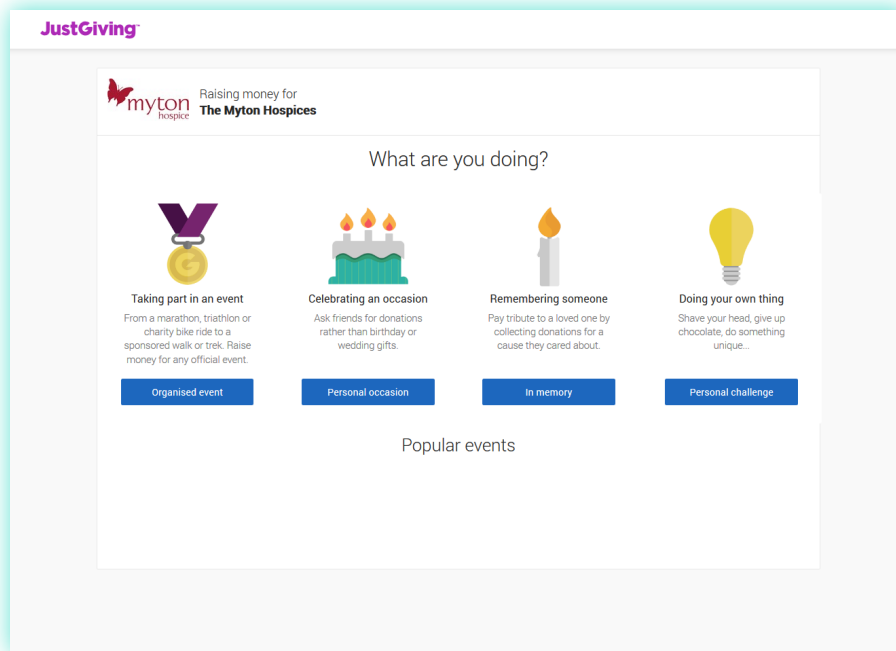 JustGiving™
myton
hospice
Raising money for
The Myton Hospices
What are you doing?
G
Taking part in an event
From a marathon, triathlon or
charity bike ride to a
sponsored walk or trek. Raise
money for any official event.
Organised event
Celebrating an occasion
Ask friends for donations
rather than birthday or
wedding gifts.
Personal occasion
Remembering someone
Pay tribute to a loved one by
collecting donations for a
cause they cared about.
In memory
Doing your own thing
Shave your head, give up
chocolate, do something
unique...
Personal challenge
Popular events